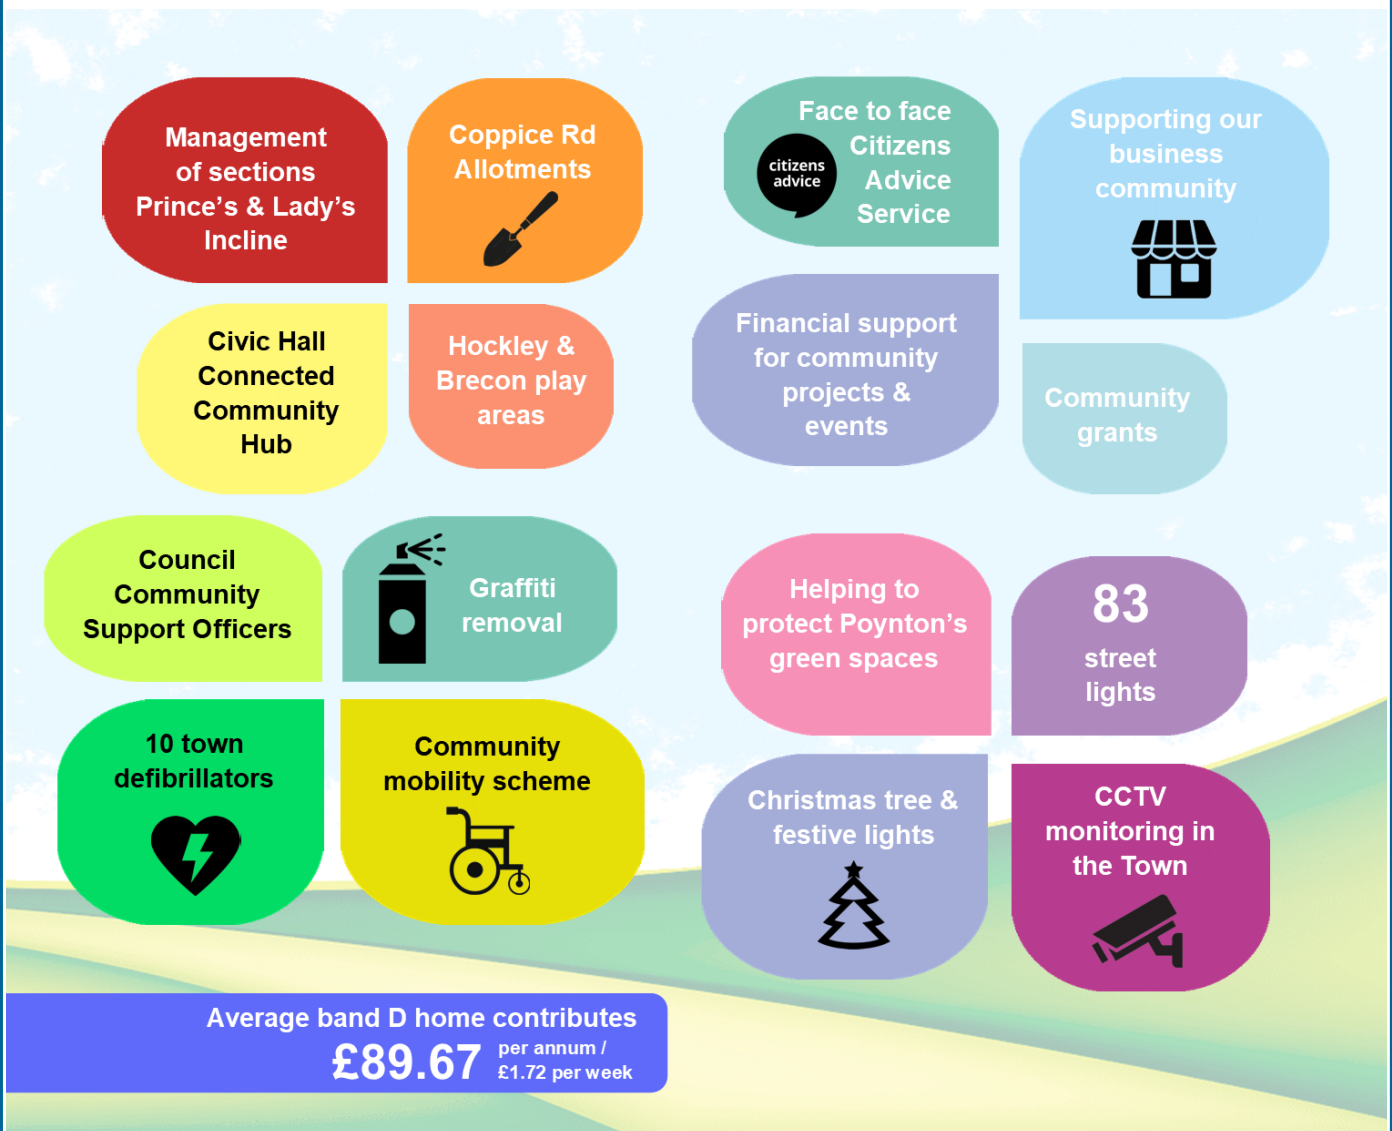 Management
of sections
Prince's & Lady's
Incline
Coppice Rd
Allotments
Civic Hall
Connected
Community
Hub
Hockley &
Brecon play
areas
Face to face
Citizens
Advice
Service
citizens
advice
Supporting our
business
community
Financial support
for community
projects &
events
Community
grants
Council
Community
Support Officers
Graffiti
removal
10 town
defibrillators
Community
mobility scheme
Helping to
protect Poynton's
green spaces
83
street
lights
Christmas tree &
festive lights
CCTV
monitoring in
the Town
Average band D home contributes
£89.67 per annum /
£1.72 per week